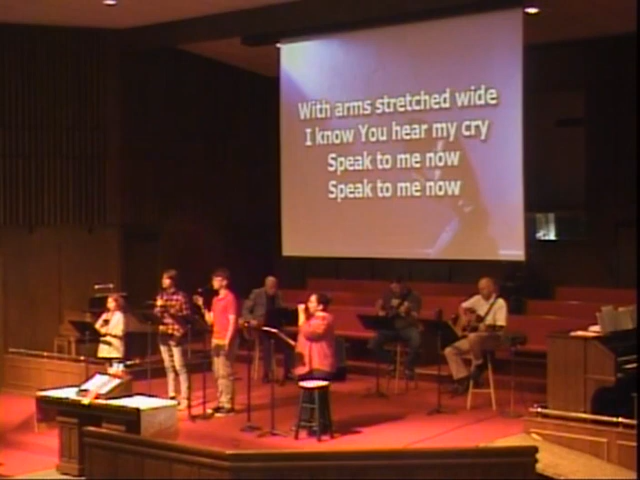 With arms stretched wide
I know You hear my cry
Speak to me now
Speak to me now